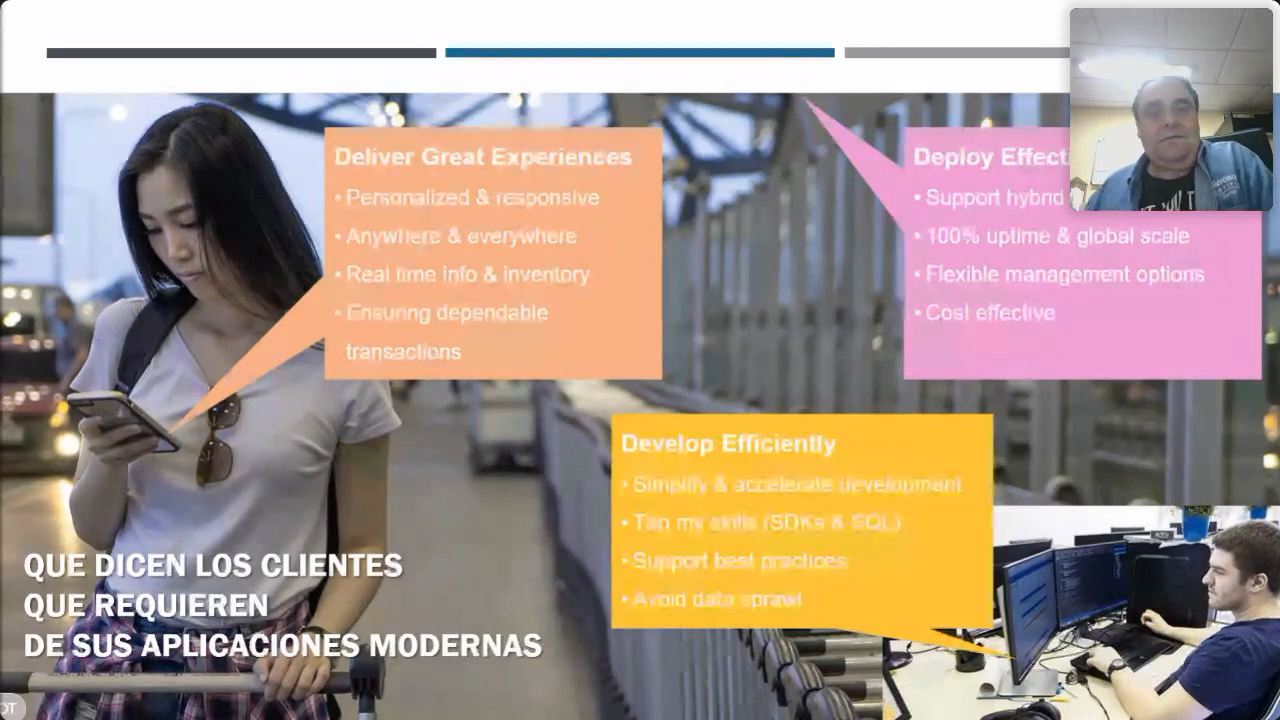 Deliver Great Experiences
• Personalized & responsive
• Anywhere & everywhere
• Real time info & inventory
• Ensuring dependable
transactions
Deploy
• Support hybrid
• 100% uptime & global scale
• Flexible management options
• Cost effective
Develop Efficiently
• Simplify & accelerate development
• Tap my skills (SDKs & SQL)
• Support best practices
• Avoid data sprawl
QUE DICEN LOS CLIENTES
QUE REQUIEREN
DE SUS APLICACIONES MODERNAS
OT